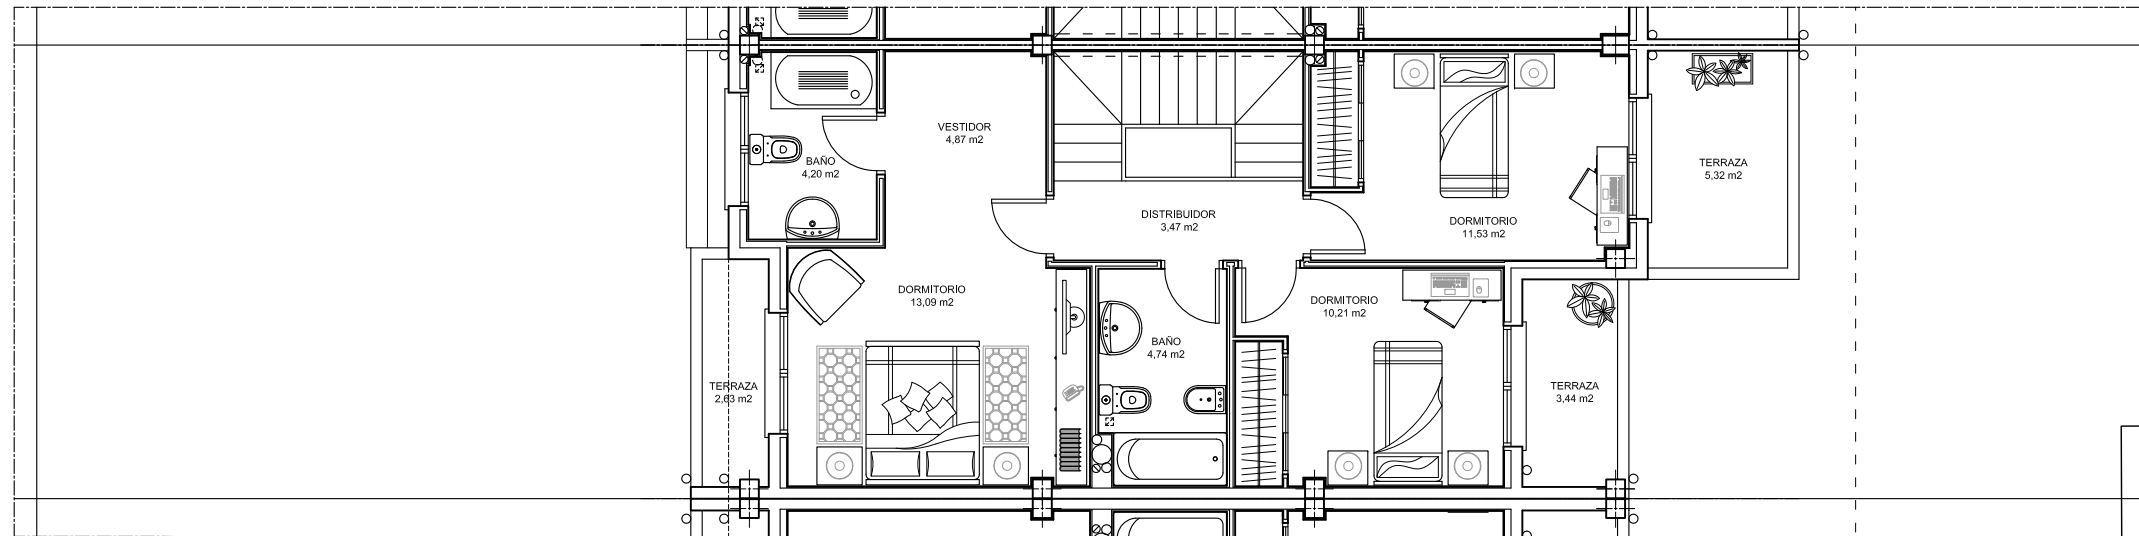 VESTIDOR
4,87 m2
BAÑO
4,20 m2
TERRAZA
5,32 m2
DISTRIBUIDOR
3,47 m2
DORMITORIO
11,53 m2
DORMITORIO
13,09 m2
DORMITORIO
10,21 m2
BAÑO
4,74 m2
TERRAZA
2,63 m2
TERRAZA
3,44 m2